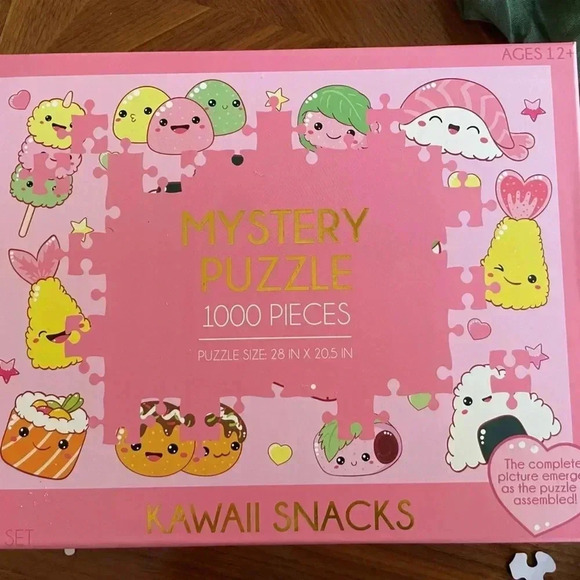 AGES 12+
MYSTERY
PUZZLE
1000 PIECES
PUZZLE SIZE: 28 IN X 20.5 IN
The complete
picture emerge
as the puzzle
assembled!
KAWAII SNACKS
SET